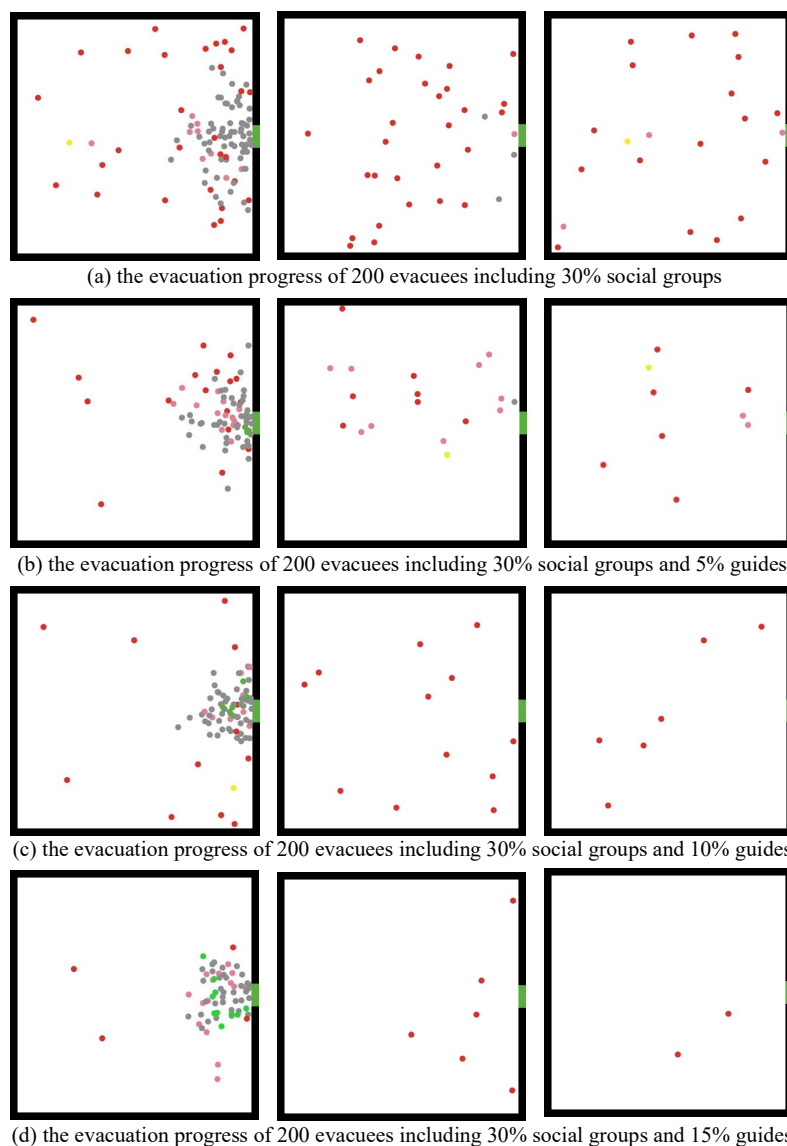 (a) the evacuation progress of 200 evacuees including 30% social groups
(b) the evacuation progress of 200 evacuees including 30% social groups and 5% guides
(c) the evacuation progress of 200 evacuees including 30% social groups and 10% guides
(d) the evacuation progress of 200 evacuees including 30% social groups and 15% guides